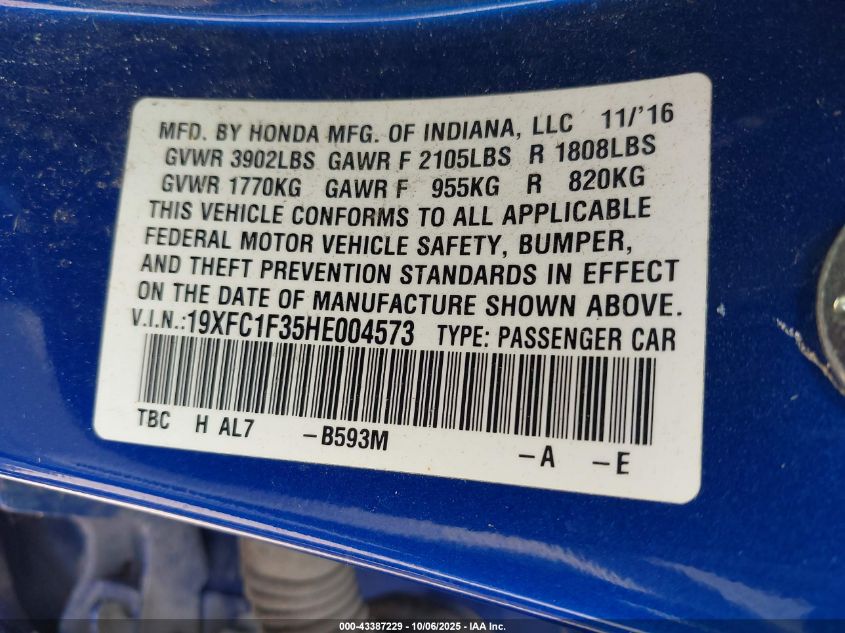 MFD. BY HONDA MFG. OF INDIANA, LLC 11/'16
GVWR 3902LBS GAWR F 2105LBS R 1808LBS
GVWR 1770KG GAWR F 955KG R 820KG
THIS VEHICLE CONFORMS TO ALL APPLICABLE
FEDERAL MOTOR VEHICLE SAFETY, BUMPER,
AND THEFT PREVENTION STANDARDS IN EFFECT
ON THE DATE OF MANUFACTURE SHOWN ABOVE.
V.I.N.:19XFC1F35HE004573 TYPE: PASSENGER CAR
TBC H AL7 -B593M -A -E
000-43387229 - 10/06/2025 - IAA Inc.